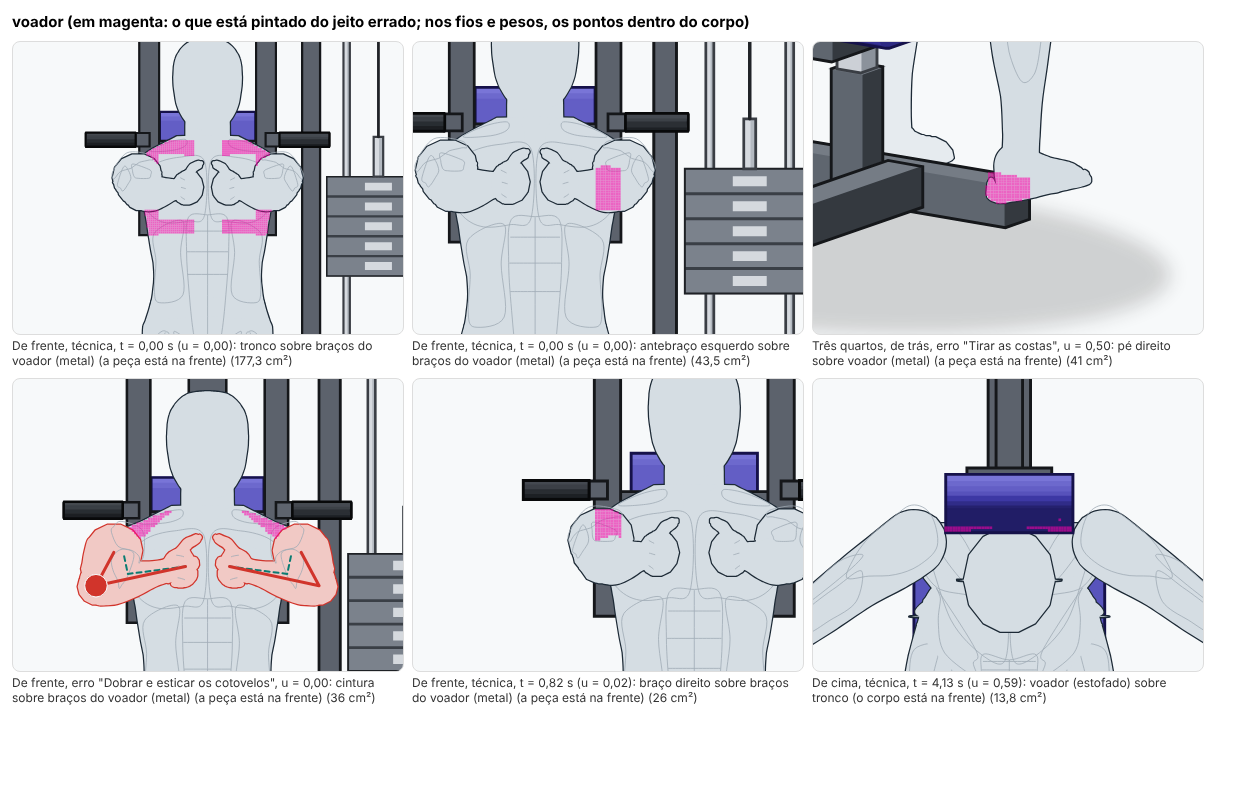 voador (em magenta: o que está pintado do jeito errado; nos fios e pesos, os pontos dentro do corpo)
De frente, técnica, t = 0,00 s (u = 0,00): tronco sobre braços do
voador (metal) (a peça está na frente) (177,3 cm²)
De frente, técnica, t = 0,00 s (u = 0,00): antebraço esquerdo sobre
braços do voador (metal) (a peça está na frente) (43,5 cm²)
Três quartos, de trás, erro "Tirar as costas", u = 0,50: pé direito
sobre voador (metal) (a peça está na frente) (41 cm²)
De frente, erro "Dobrar e esticar os cotovelos", u = 0,00: cintura
sobre braços do voador (metal) (a peça está na frente) (36 cm²)
De frente, técnica, t = 0,82 s (u = 0,02): braço direito sobre braços
do voador (metal) (a peça está na frente) (26 cm²)
De cima, técnica, t = 4,13 s (u = 0,59): voador (estofado) sobre
tronco (o corpo está na frente) (13,8 cm²)